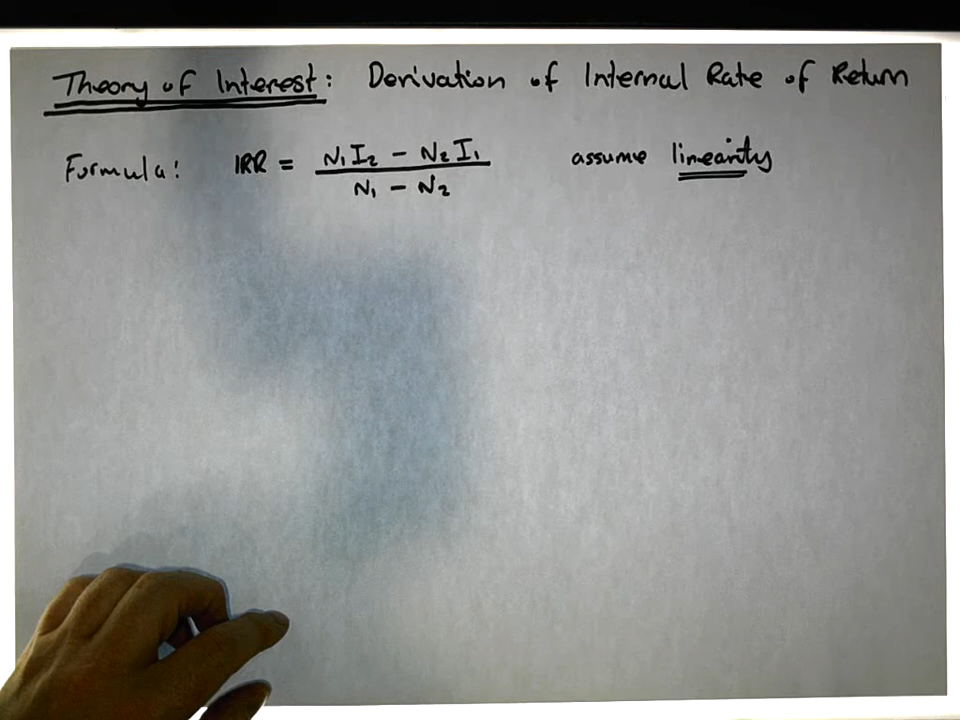 Theory of Interest: Derivation of Internal Rate of Return
Formula: IRR = (N₁I₂ − N₂I₁) / (N₁ − N₂) assume linearity